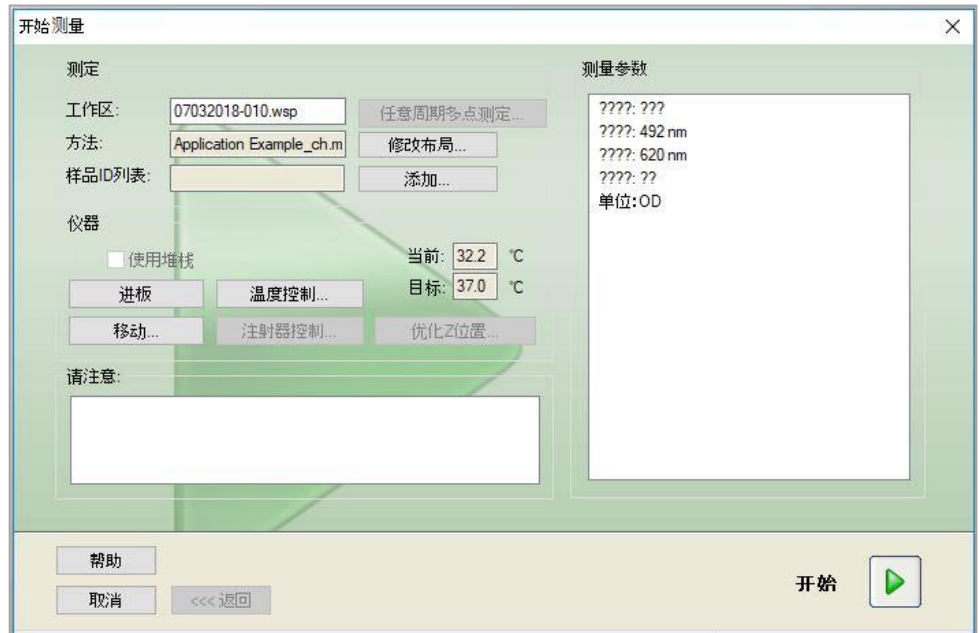 开始测量
测定
工作区: 07032018-010.wsp 任意周期多点测定...
方法: Application Example_ch.m 修改布局...
样品ID列表: 添加...
仪器
使用堆栈
当前: 32.2 °C
目标: 37.0 °C
进板 温度控制...
移动... 注射器控制... 优化Z位置...
请注意:
测量参数
????: ???
????: 492 nm
????: 620 nm
????: ??
单位:OD
帮助
取消 <<< 返回
开始